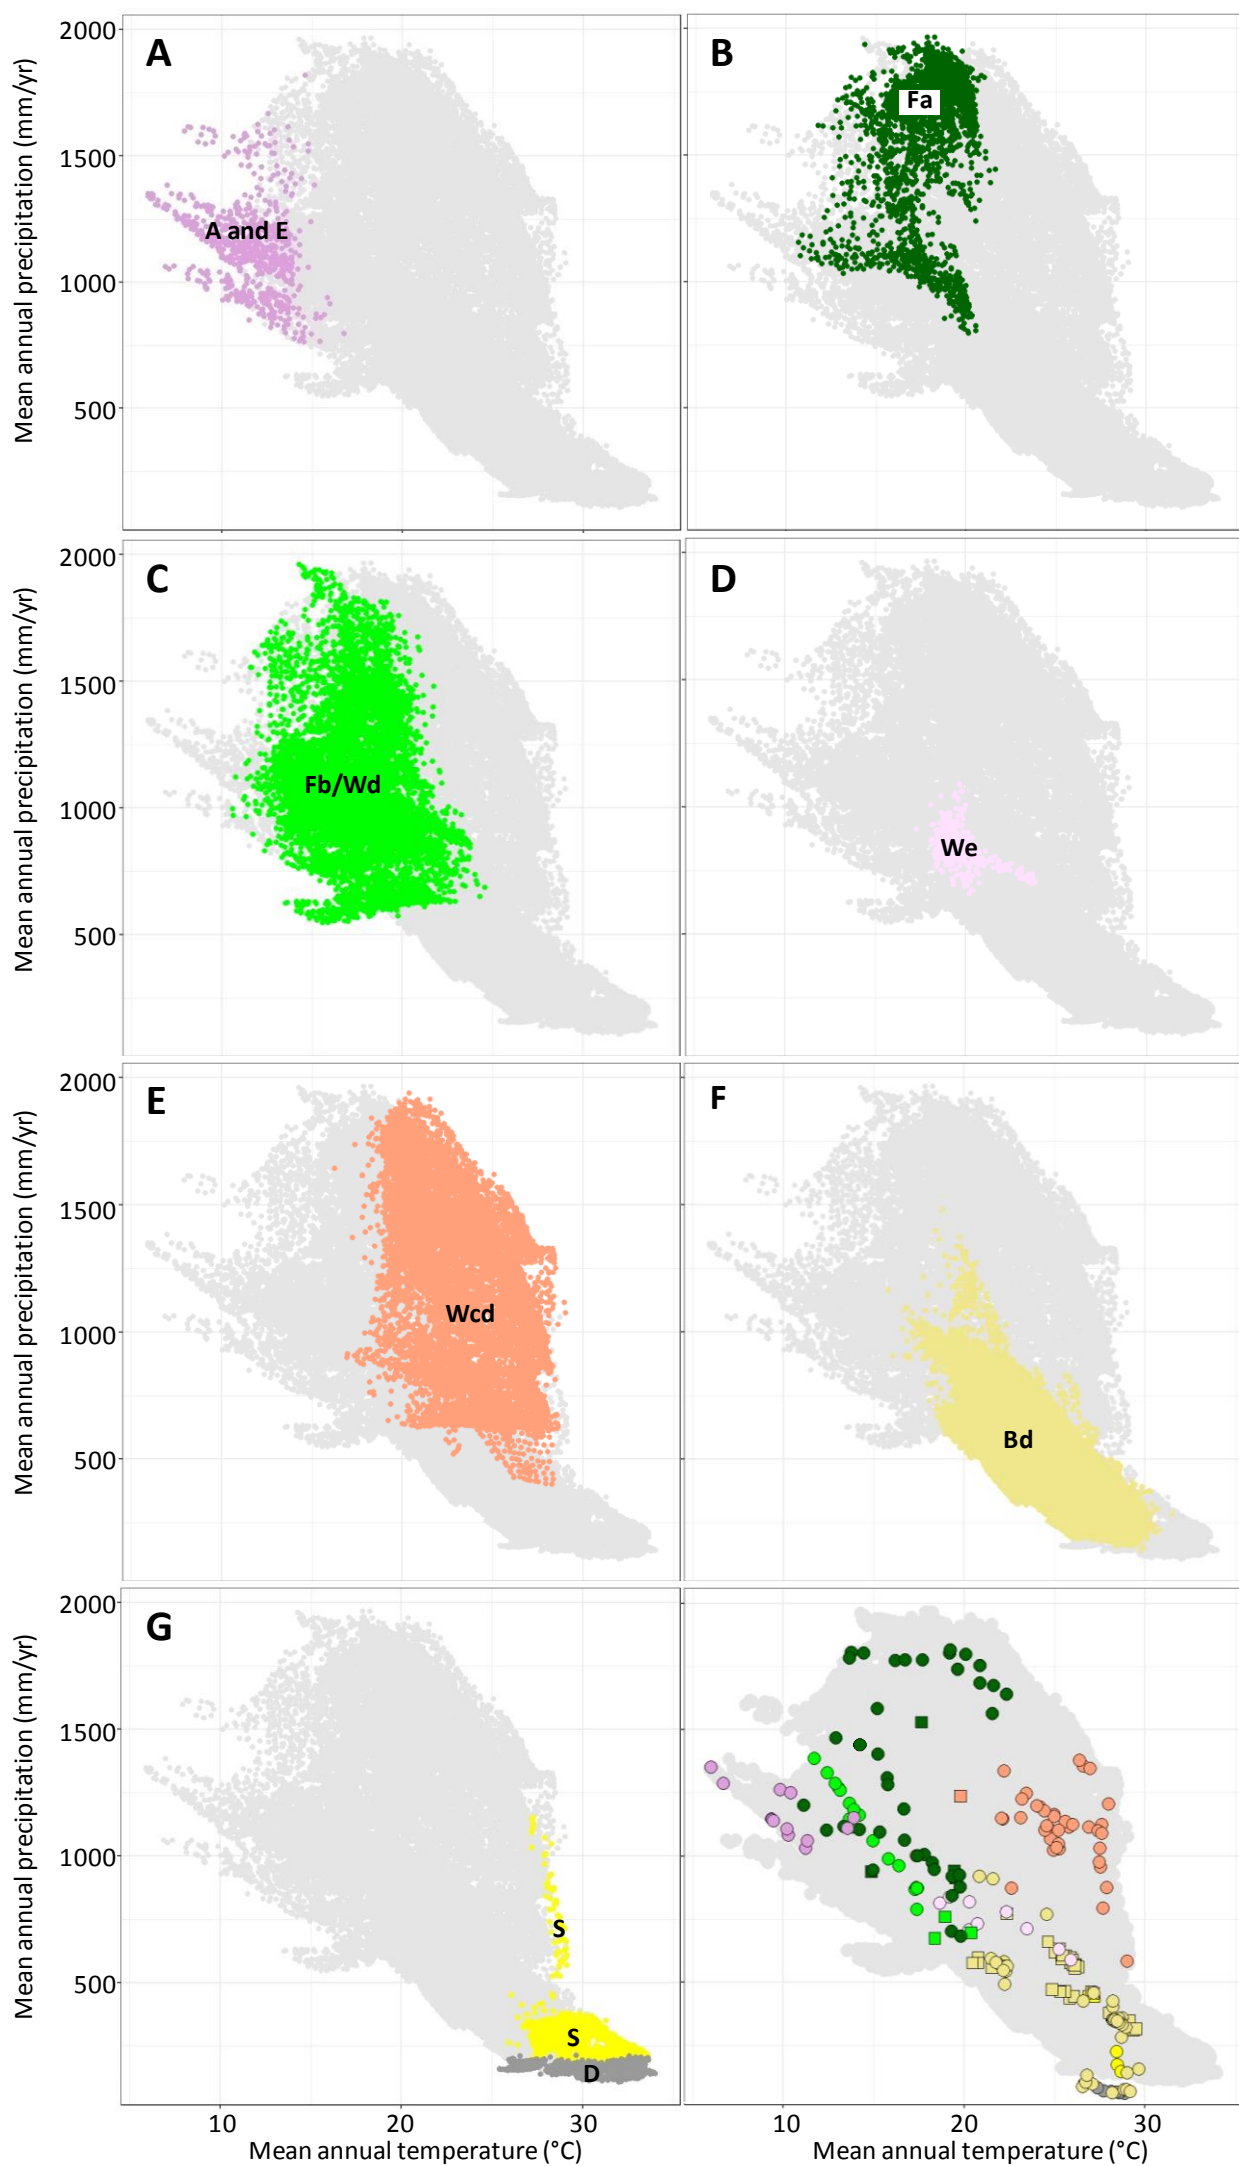 A
B
Mean annual precipitation (mm/yr)
2000
1500
1000
500
A and E
Fa
C
D
Mean annual precipitation (mm/yr)
2000
1500
1000
500
Fb/Wd
We
E
F
Mean annual precipitation (mm/yr)
2000
1500
1000
500
Wcd
Bd
G
Mean annual precipitation (mm/yr)
2000
1500
1000
500
S
S
D
10 20 30
10 20 30
Mean annual temperature (°C)
Mean annual temperature (°C)